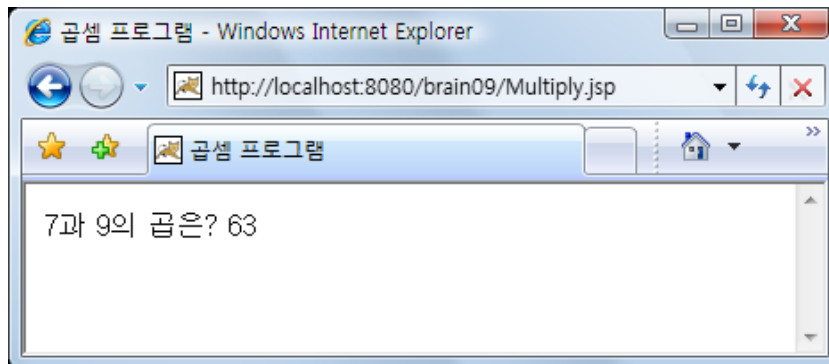 곱셈 프로그램 - Windows Internet Explorer
http://localhost:8080/brain09/Multiply.jsp
곱셈 프로그램
7과 9의 곱은? 63